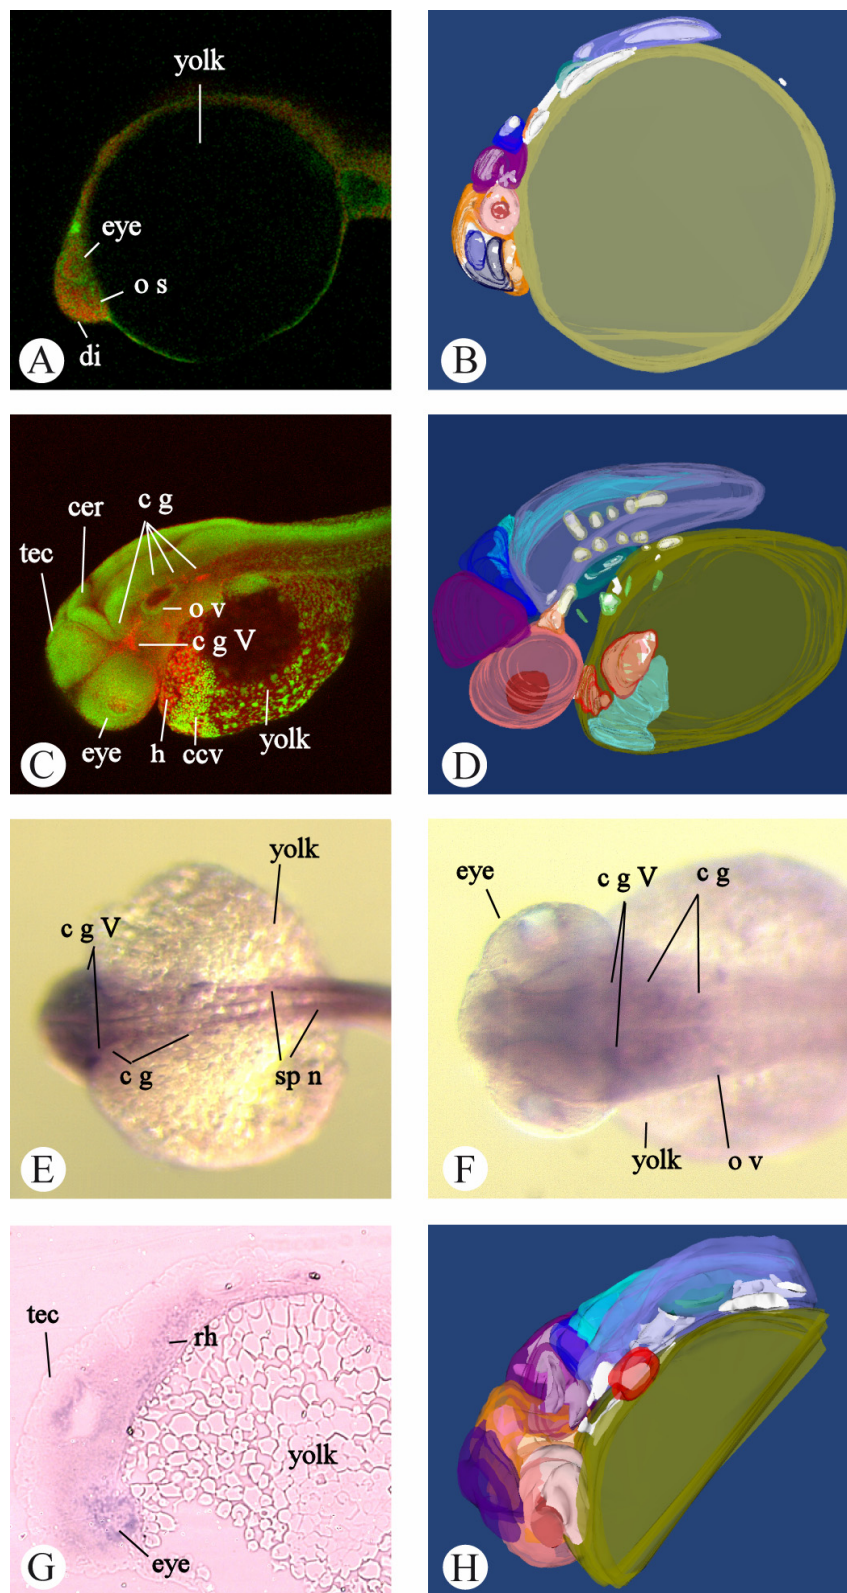 yolk
eye
o s
di
A
B
c g
cer
tec
o v
c g V
eye
h
ccv
yolk
C
D
yolk
c g V
c g
sp n
E
eye
c g V
c g
yolk
o v
F
tec
rh
yolk
eye
G
H